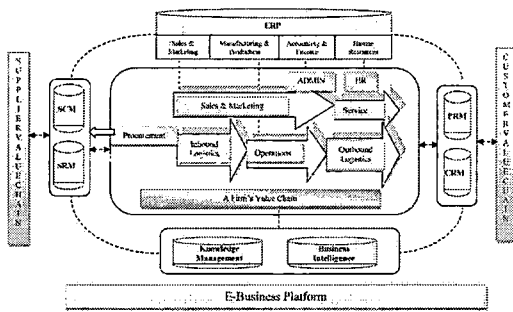 ERP
Sales &
Marketing
Manufacturing &
Production
Accounting &
Finance
Human
Resources
SUPPLIER VALUE CHAIN
SCM
SRM
ADMIN
HR
Sales & Marketing
Service
Procurement
Inbound
Logistics
Operations
Outbound
Logistics
A Firm's Value Chain
PRM
CRM
CUSTOMER VALUE CHAIN
Knowledge
Management
Business
Intelligence
E-Business Platform